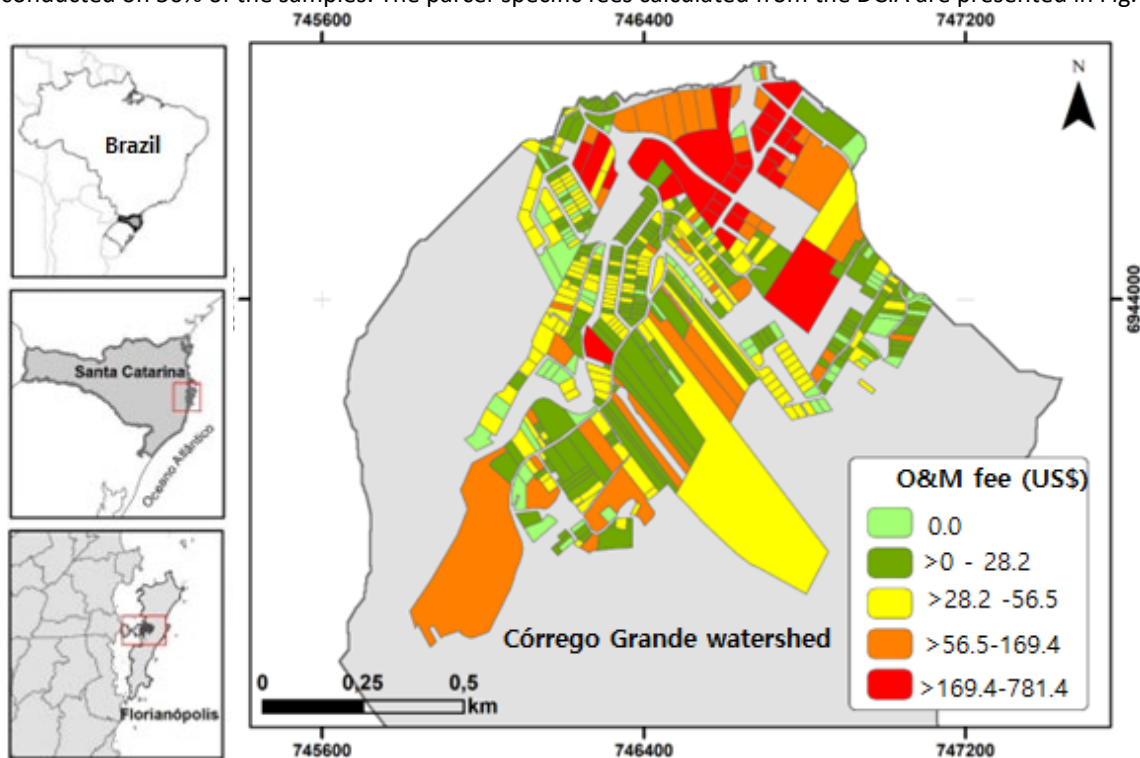 conducted on 30% of the samples. The parcel specific fees calculated from the DCIA are presented in Fig.
745600
746400
747200
Brazil
Santa Catarina
Oceano Atlântico
Florianópolis
N
6944000
O&M fee (US$)
0.0
>0 - 28.2
>28.2 -56.5
>56.5-169.4
>169.4-781.4
Córrego Grande watershed
0
0,25
0,5
km
745600
746400
747200